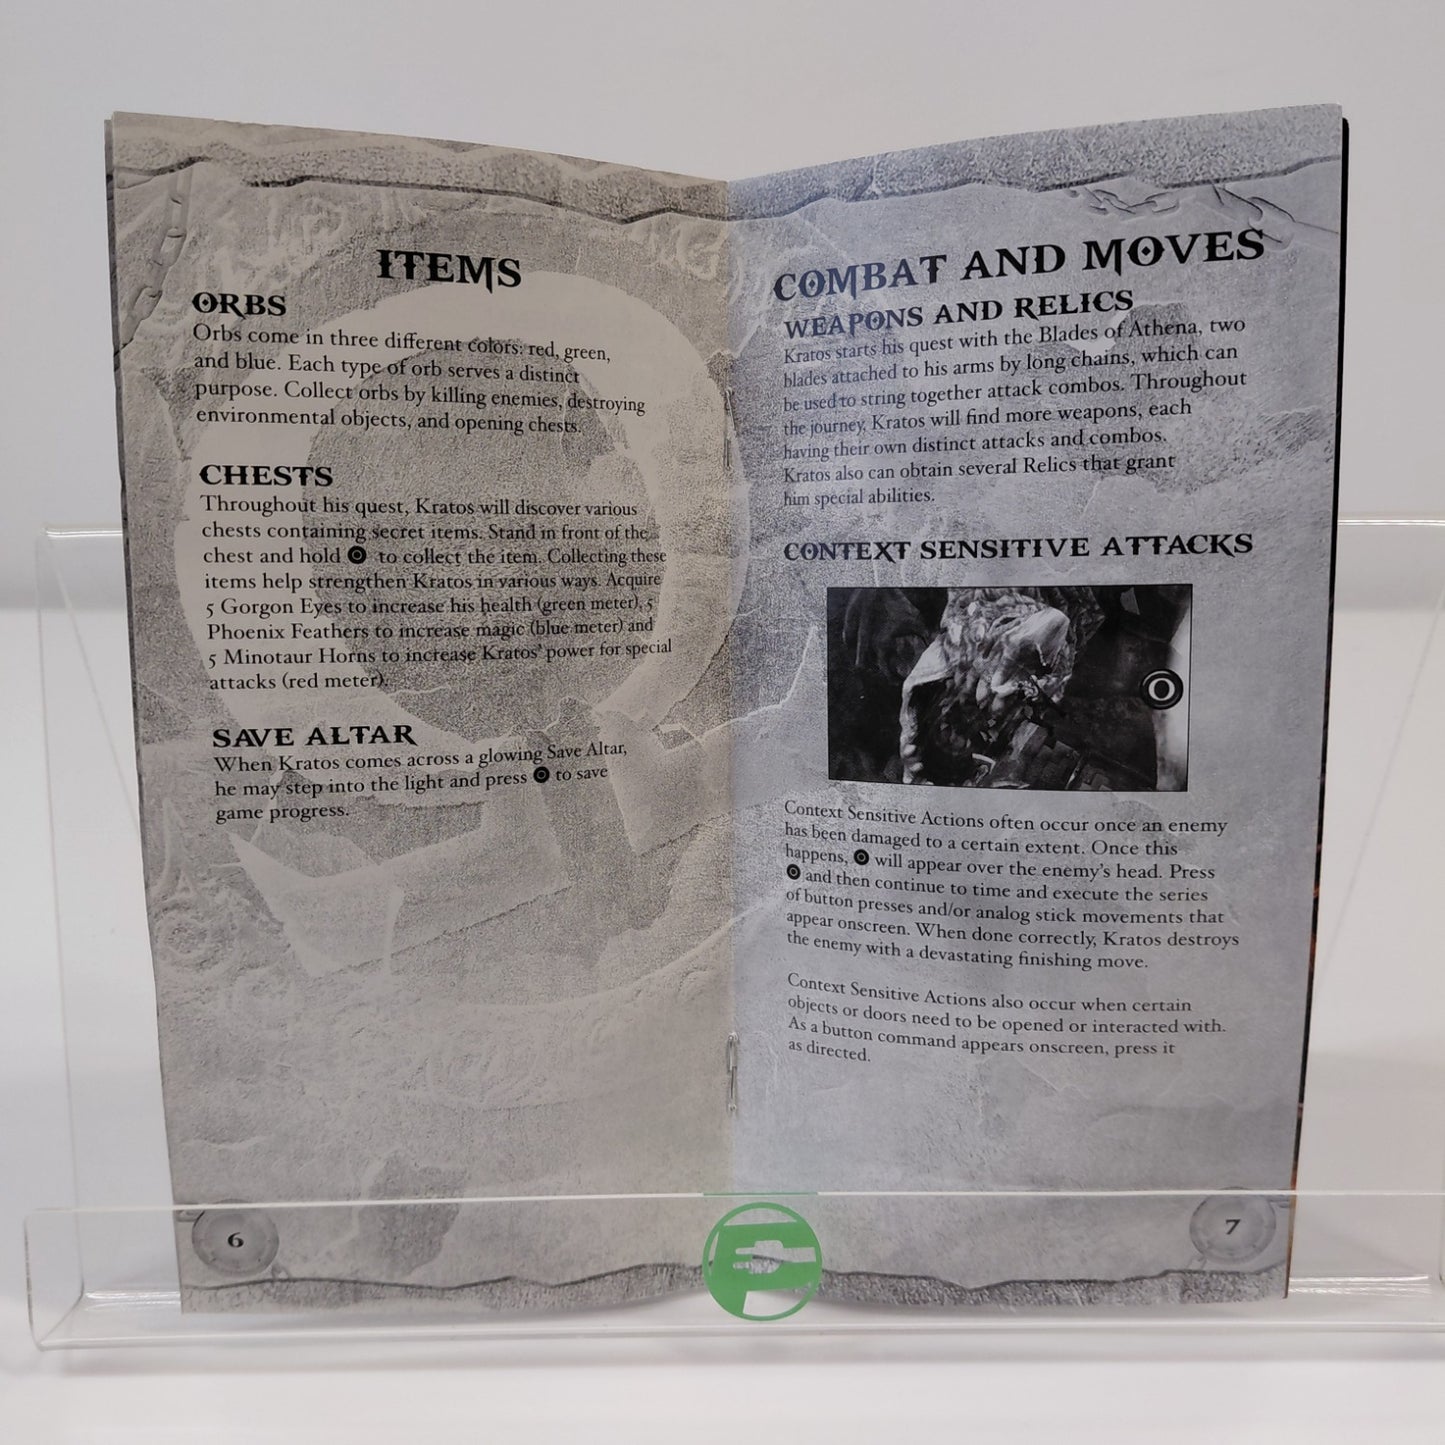 ITEMS
ORBS
Orbs come in three different colors: red, green,
and blue. Each type of orb serves a distinct
purpose. Collect orbs by killing enemies, destroying
environmental objects, and opening chests.
CHESTS
Throughout his quest, Kratos will discover various
chests containing secret items. Stand in front of the
chest and hold O to collect the item. Collecting these
items help strengthen Kratos in various ways. Acquire
5 Gorgon Eyes to increase his health (green meter), 5
Phoenix Feathers to increase magic (blue meter) and
5 Minotaur Horns to increase Kratos' power for special
attacks (red meter).
SAVE ALTAR
When Kratos comes across a glowing Save Altar,
he may step into the light and press O to save
game progress.
6
COMBAT AND MOVES
WEAPONS AND RELICS
Kratos starts his quest with the Blades of Athena, two
blades attached to his arms by long chains, which can
be used to string together attack combos. Throughout
the journey, Kratos will find more weapons, each
having their own distinct attacks and combos.
Kratos also can obtain several Relics that grant
him special abilities.
CONTEXT SENSITIVE ATTACKS
O
Context Sensitive Actions often occur once an enemy
has been damaged to a certain extent. Once this
happens, O will appear over the enemy's head. Press
O and then continue to time and execute the series
of button presses and/or analog stick movements that
appear onscreen. When done correctly, Kratos destroys
the enemy with a devastating finishing move.
Context Sensitive Actions also occur when certain
objects or doors need to be opened or interacted with.
As a button command appears onscreen, press it
as directed.
7